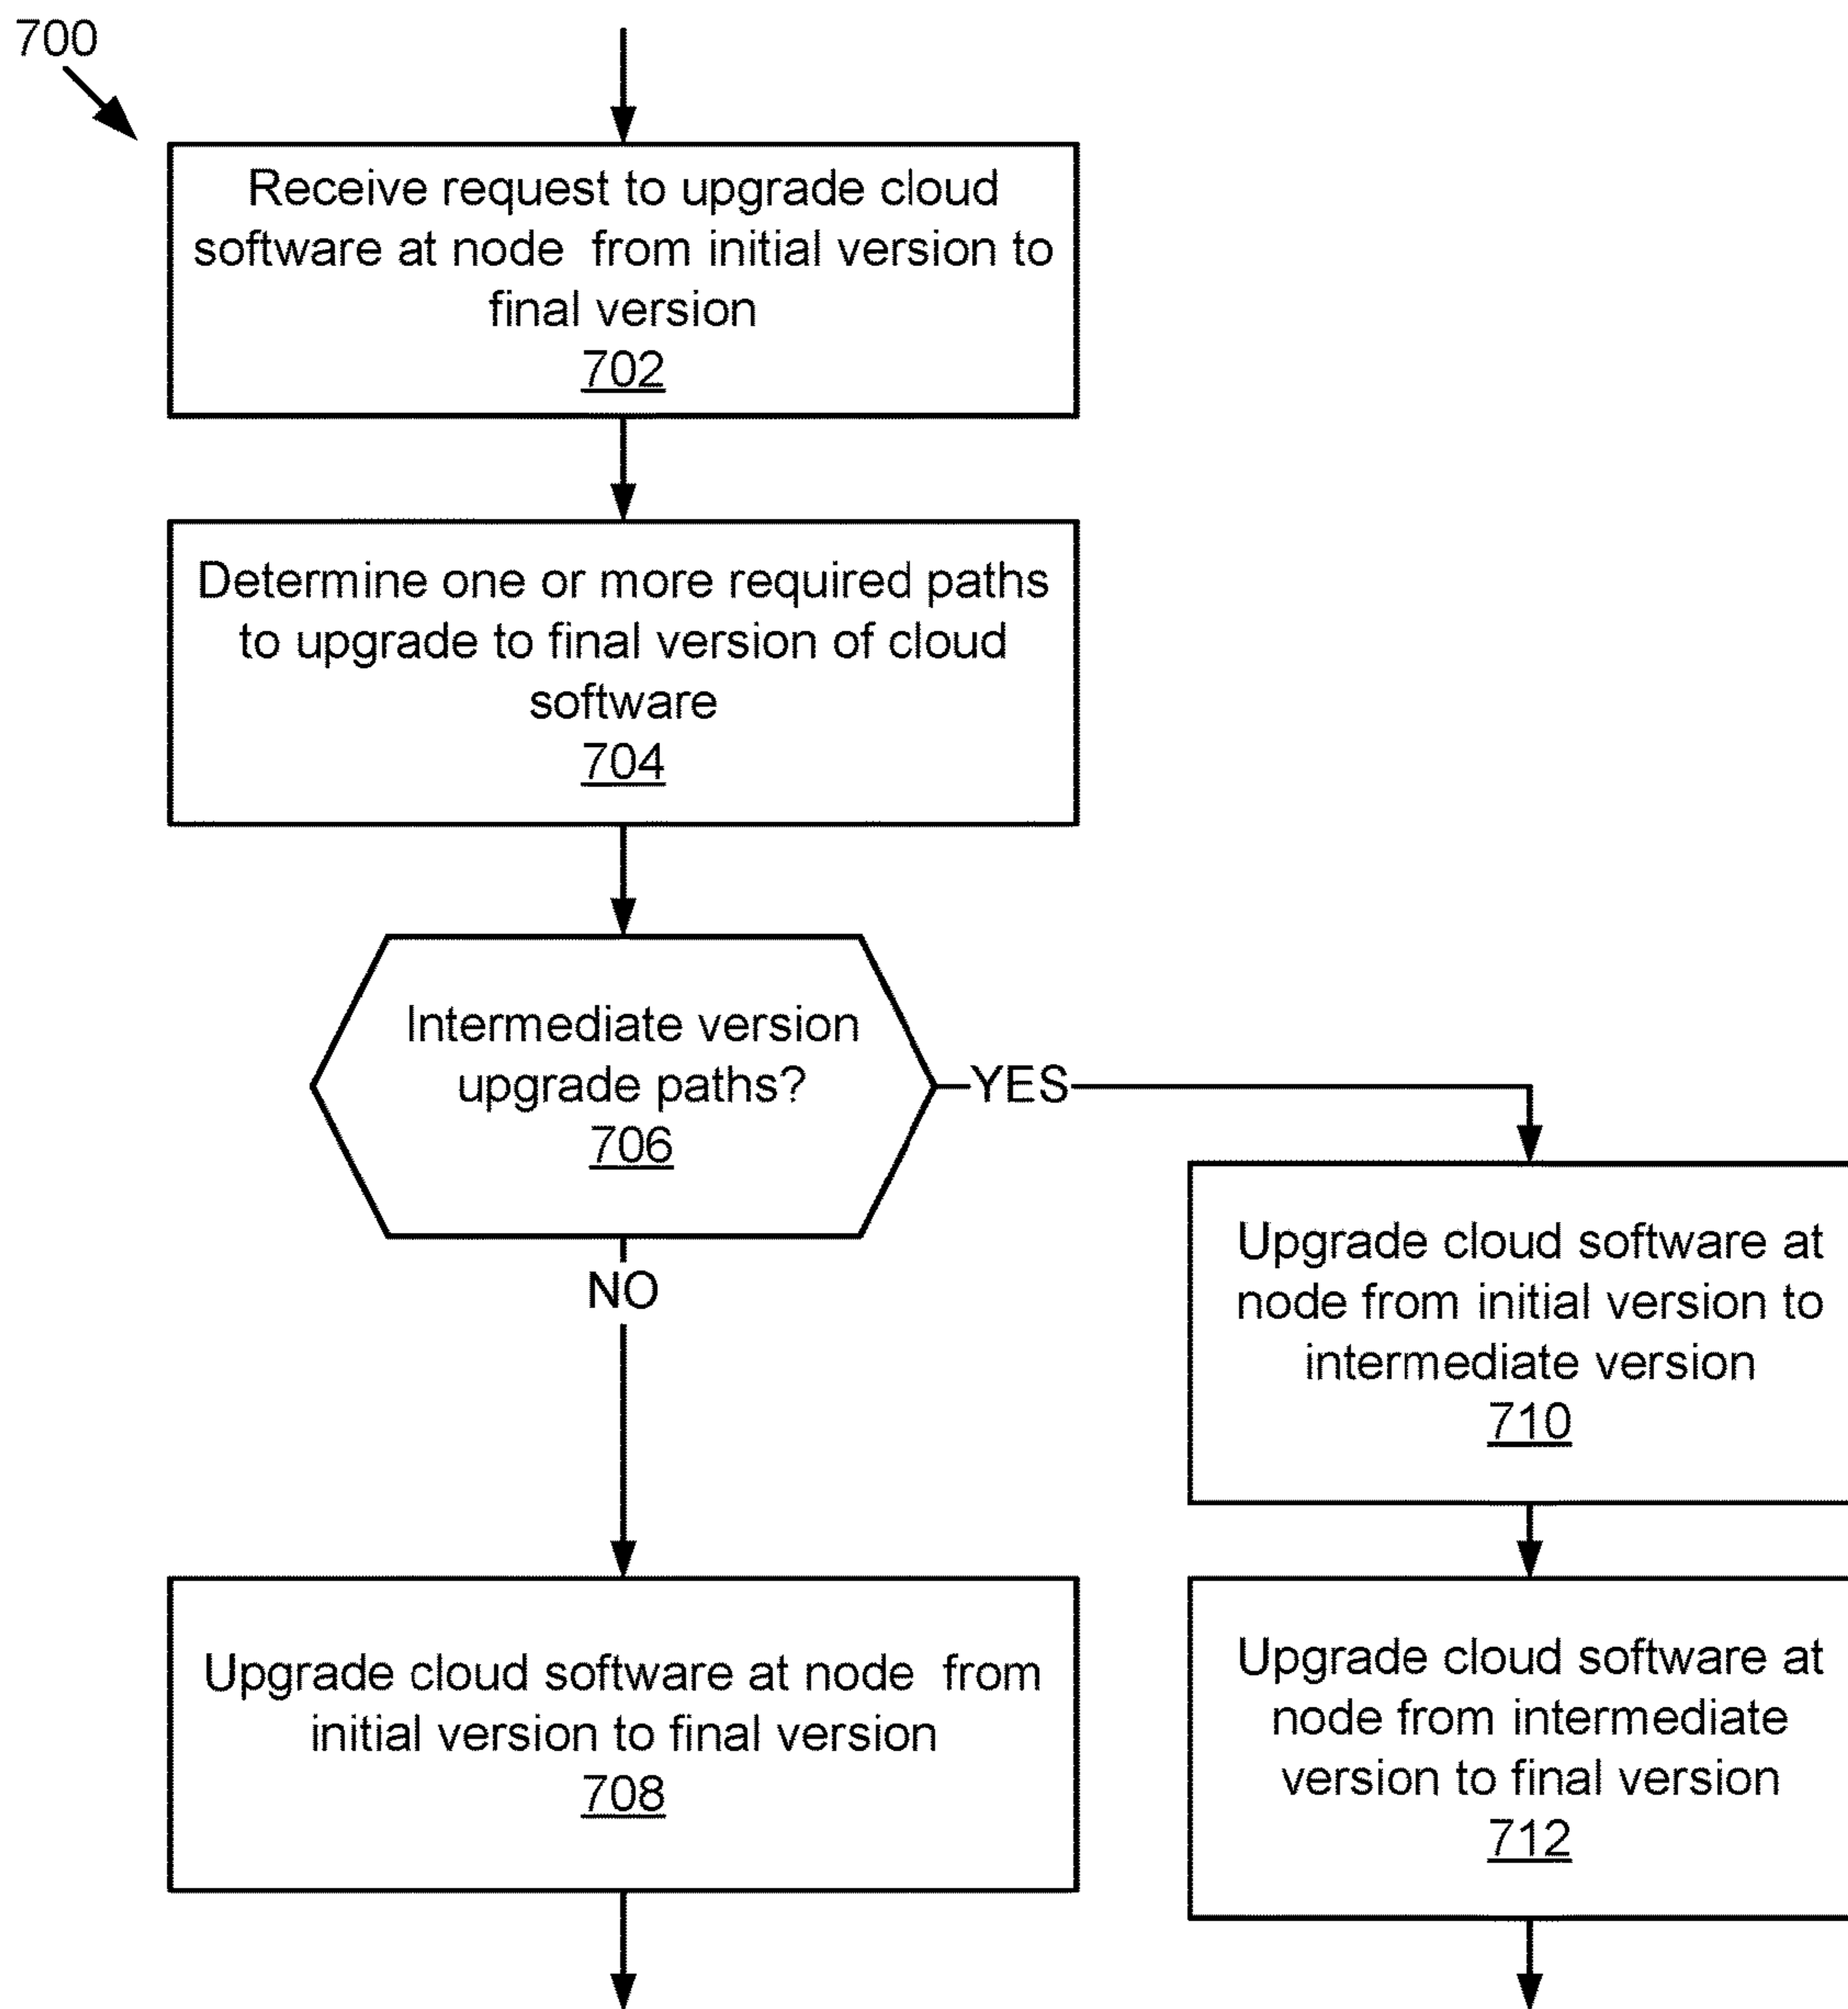 700
Receive request to upgrade cloud
software at node from initial version to
final version
702
Determine one or more required paths
to upgrade to final version of cloud
software
704
Intermediate version
upgrade paths?
706
YES
NO
Upgrade cloud software at
node from initial version to
intermediate version
710
Upgrade cloud software at node from
initial version to final version
708
Upgrade cloud software at
node from intermediate
version to final version
712